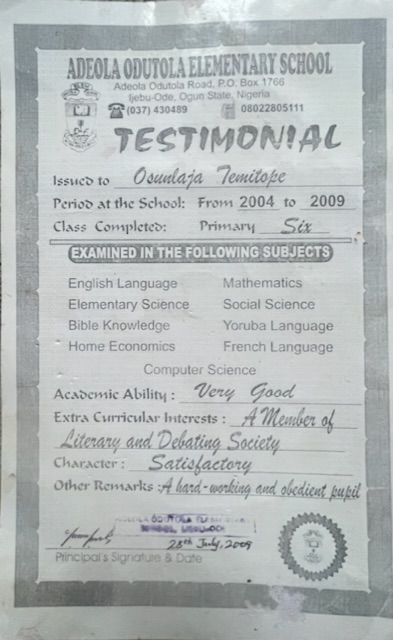 ADEOLA ODUTOLA ELEMENTARY SCHOOL
Adeola Odutola Road, P.O. Box 1766
Ijebu-Ode, Ogun State, Nigeria
(037) 430489 08022805111
TESTIMONIAL
Issued to Osunlaja Temitope
Period at the School: From 2004 to 2009
Class Completed: Primary Six
EXAMINED IN THE FOLLOWING SUBJECTS
English Language Mathematics
Elementary Science Social Science
Bible Knowledge Yoruba Language
Home Economics French Language
Computer Science
Academic Ability : Very Good
Extra Curricular Interests : A Member of
Literary and Debating Society
Character : Satisfactory
Other Remarks : A hard-working and obedient pupil
ADEOLA ODUTOLA
28th July, 2009
Principal's Signature & Date